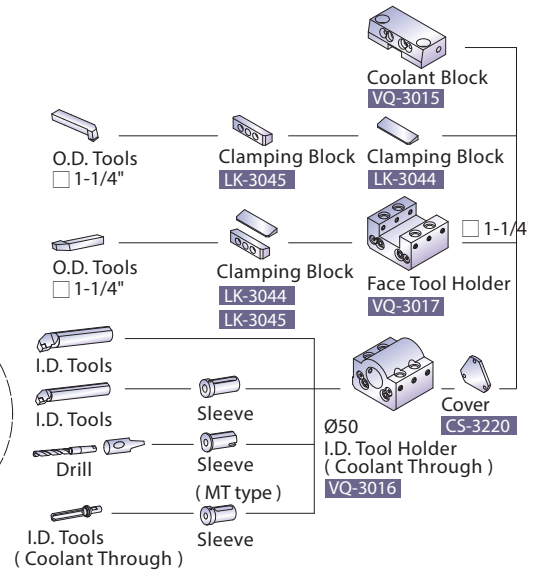 Coolant Block
VQ-3015
O.D. Tools
□ 1-1/4"
Clamping Block
LK-3045
Clamping Block
LK-3044
O.D. Tools
□ 1-1/4"
Clamping Block
LK-3044
LK-3045
□ 1-1/4
Face Tool Holder
VQ-3017
I.D. Tools
I.D. Tools
Sleeve
Drill
Sleeve
( MT type )
I.D. Tools
( Coolant Through )
Sleeve
Ø50
I.D. Tool Holder
( Coolant Through )
VQ-3016
Cover
CS-3220